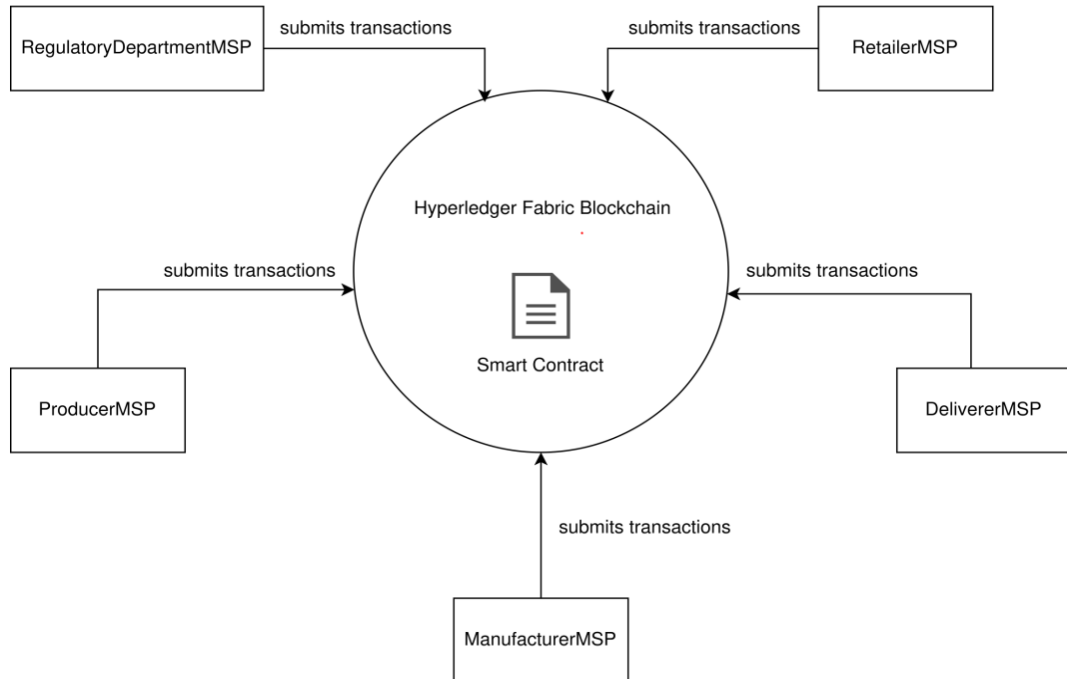 submits transactions
submits transactions
RegulatoryDepartmentMSP
RetailerMSP
Hyperledger Fabric Blockchain
submits transactions
submits transactions
Smart Contract
ProducerMSP
DelivererMSP
submits transactions
ManufacturerMSP